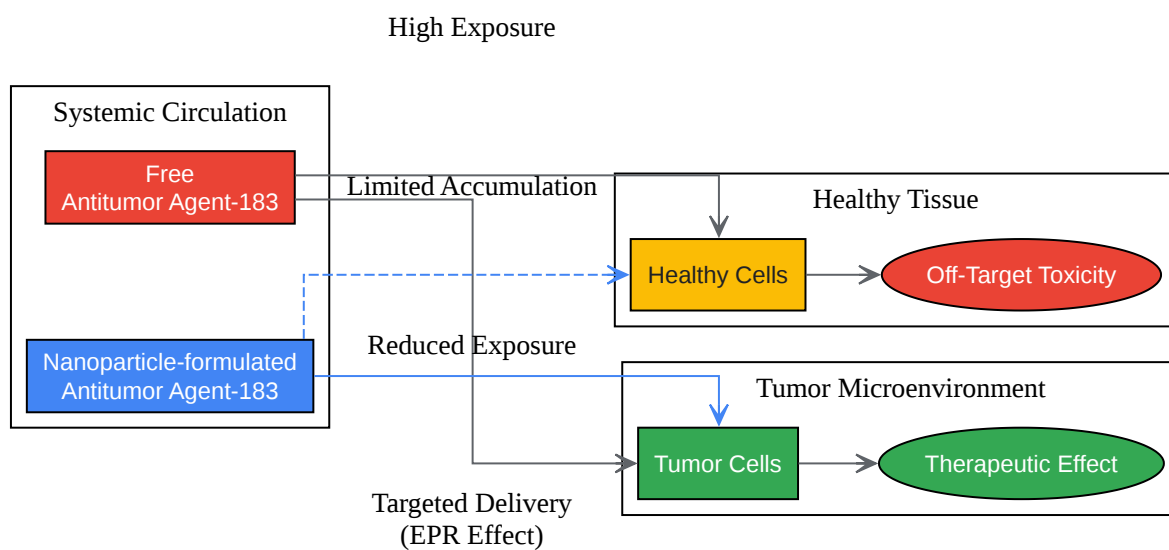 High Exposure
Systemic Circulation
Free
Antitumor Agent-183
Limited Accumulation
Healthy Tissue
Healthy Cells
Off-Target Toxicity
Nanoparticle-formulated
Antitumor Agent-183
Reduced Exposure
Tumor Microenvironment
Tumor Cells
Therapeutic Effect
Targeted Delivery
(EPR Effect)